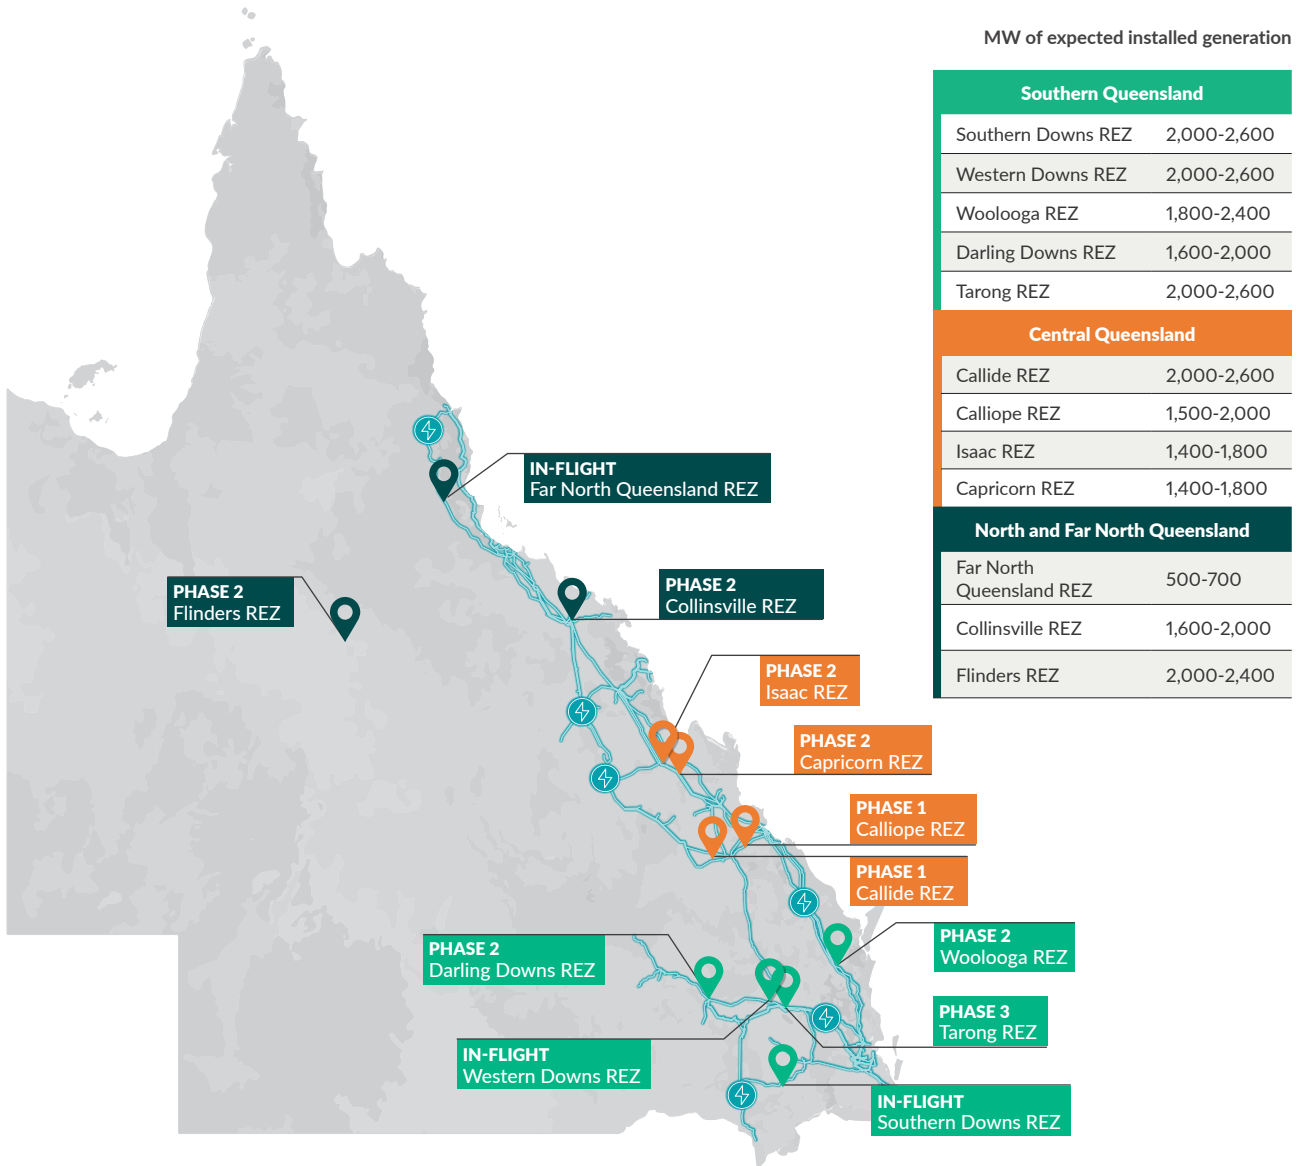 MW of expected installed generation
Southern Queensland
Southern Downs REZ 2,000-2,600
Western Downs REZ 2,000-2,600
Woolooga REZ 1,800-2,400
Darling Downs REZ 1,600-2,000
Tarong REZ 2,000-2,600
Central Queensland
Callide REZ 2,000-2,600
Calliope REZ 1,500-2,000
Isaac REZ 1,400-1,800
Capricorn REZ 1,400-1,800
North and Far North Queensland
Far North
Queensland REZ 500-700
Collinsville REZ 1,600-2,000
Flinders REZ 2,000-2,400
IN-FLIGHT
Far North Queensland REZ
PHASE 2
Flinders REZ
PHASE 2
Collinsville REZ
PHASE 2
Isaac REZ
PHASE 2
Capricorn REZ
PHASE 1
Calliope REZ
PHASE 1
Callide REZ
PHASE 2
Woolooga REZ
PHASE 2
Darling Downs REZ
PHASE 3
Tarong REZ
IN-FLIGHT
Western Downs REZ
IN-FLIGHT
Southern Downs REZ